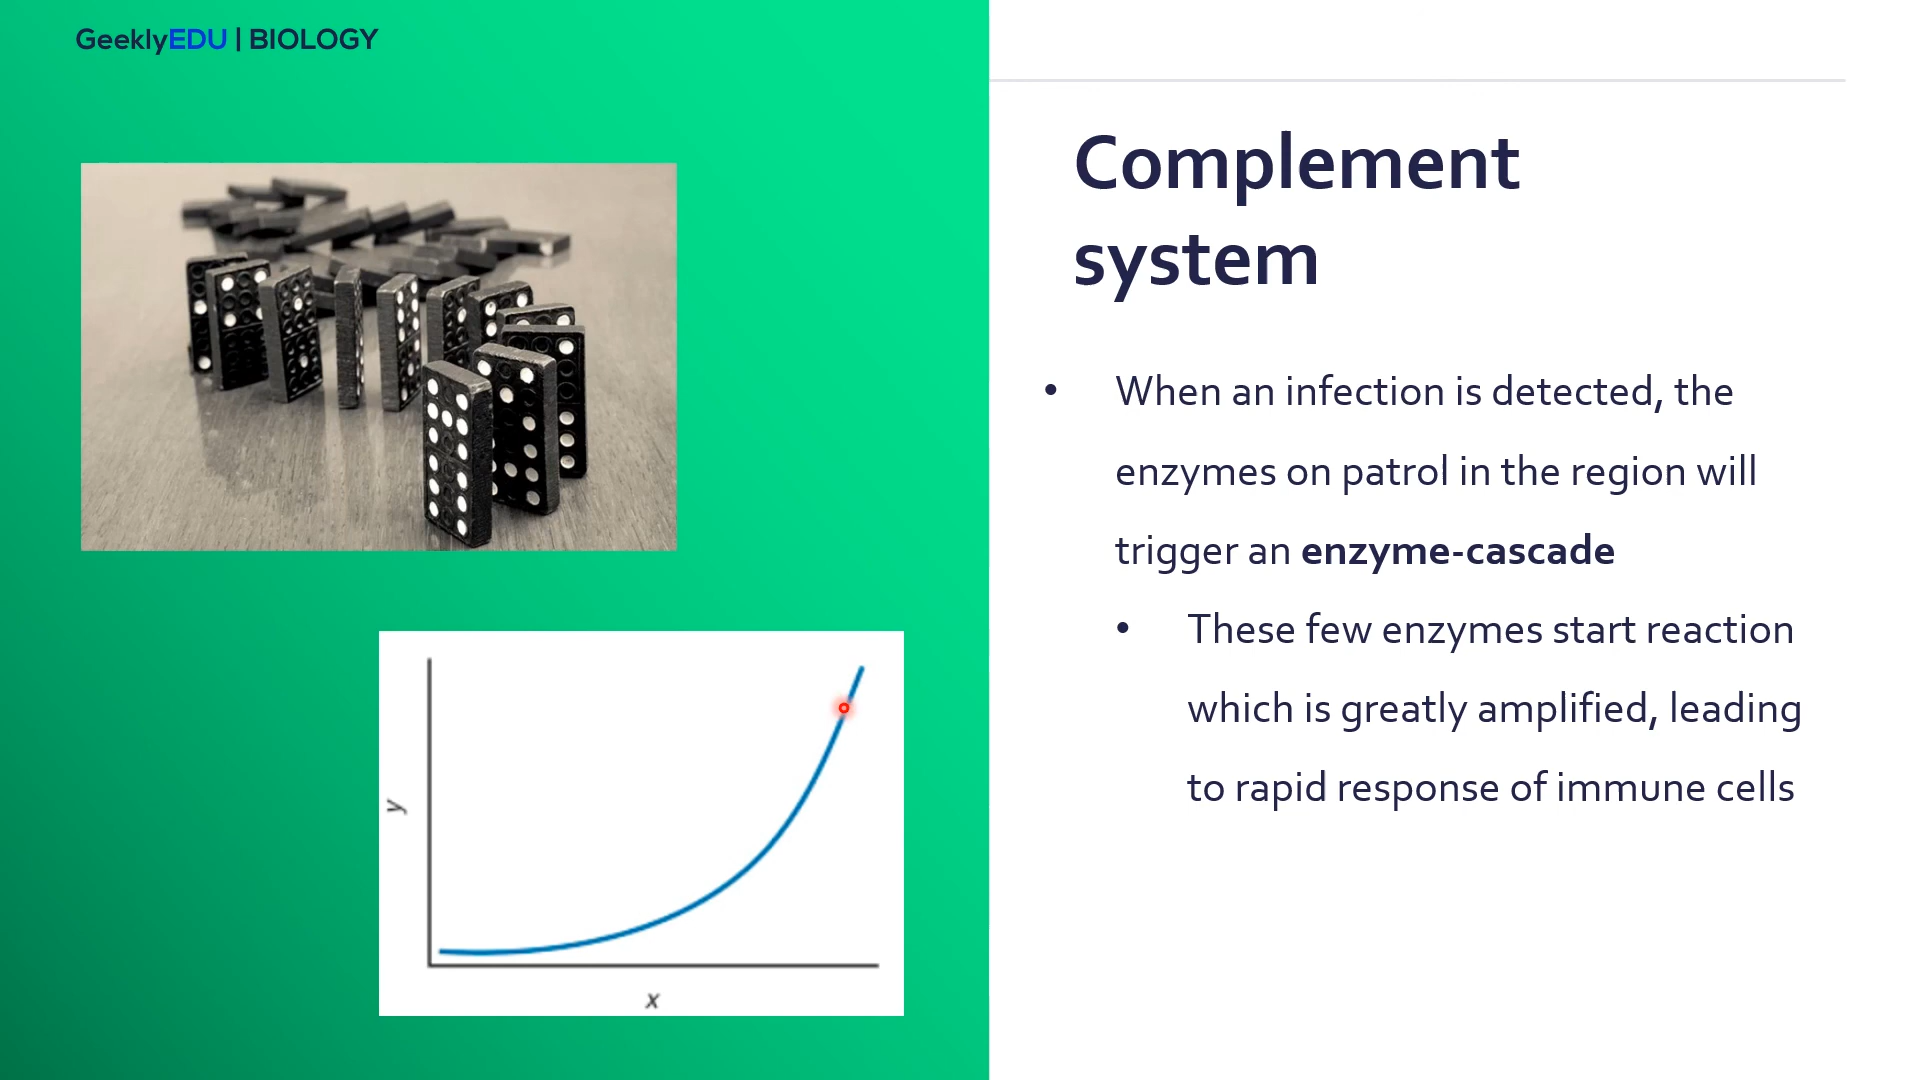 GeeklyEDU | BIOLOGY
Complement
system
• When an infection is detected, the
enzymes on patrol in the region will
trigger an enzyme-cascade
• These few enzymes start reaction
which is greatly amplified, leading
to rapid response of immune cells
y
x